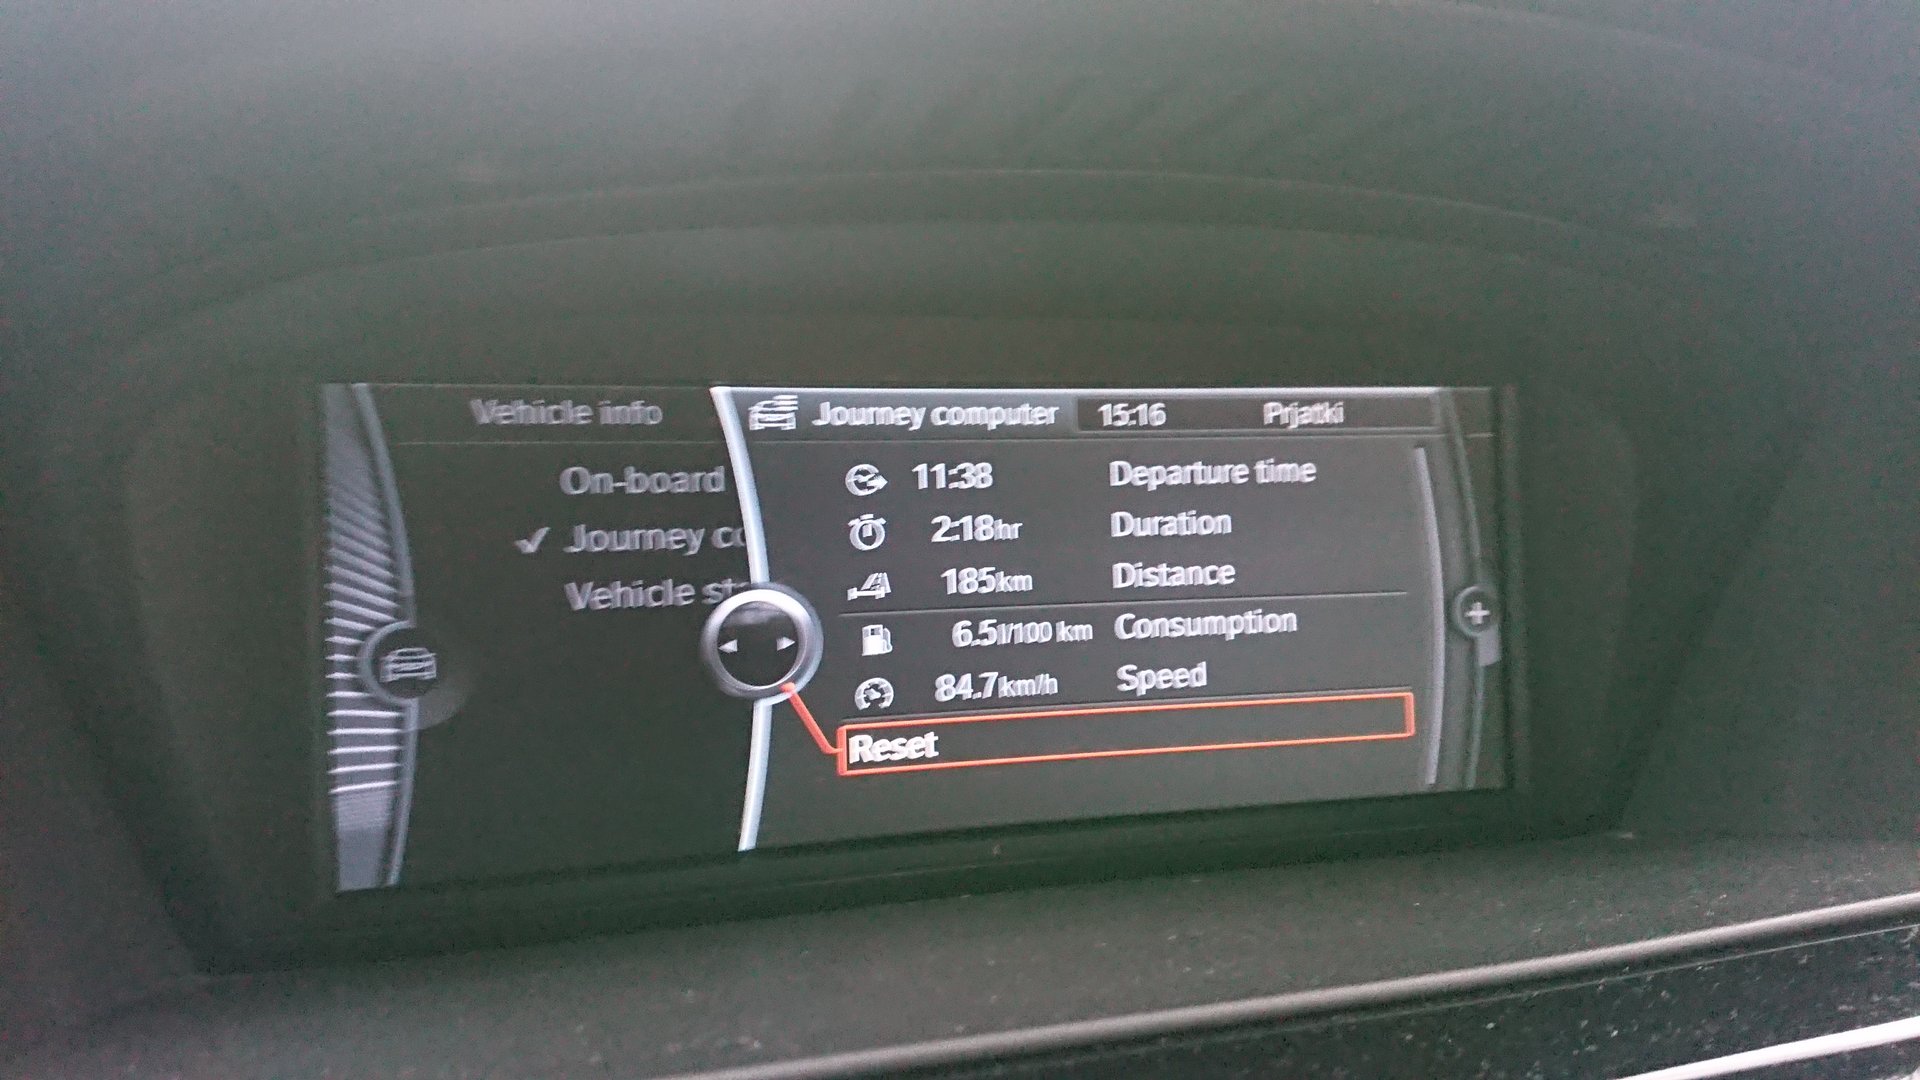 Vehicle info
On-board
✓ Journey co
Vehicle st
Journey computer 15:16 Prjatki
11:38 Departure time
2:18hr Duration
185km Distance
6.5l/100 km Consumption
84.7km/h Speed
Reset